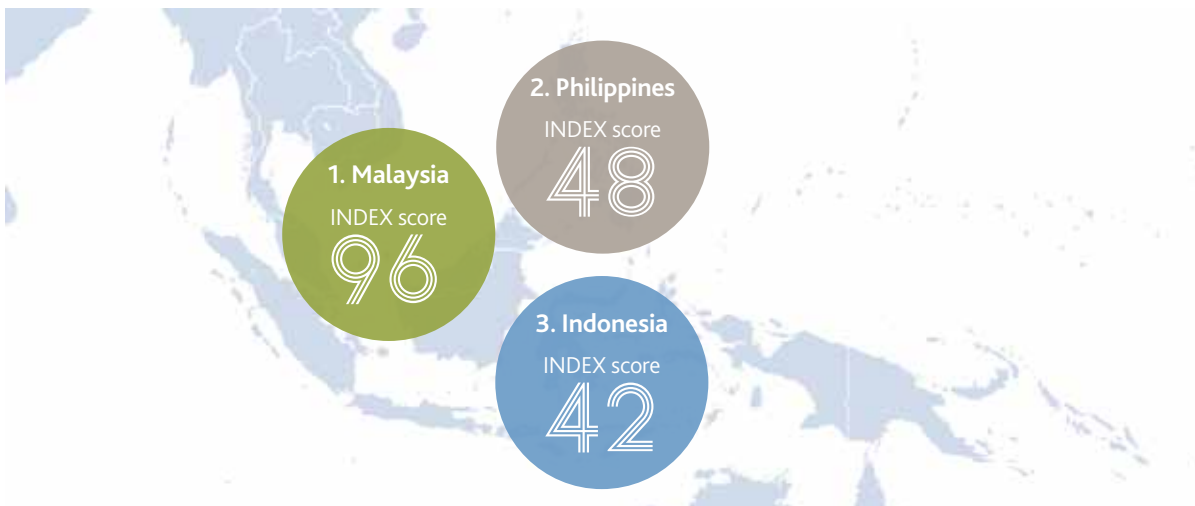 1. Malaysia
INDEX score
96
2. Philippines
INDEX score
48
3. Indonesia
INDEX score
42